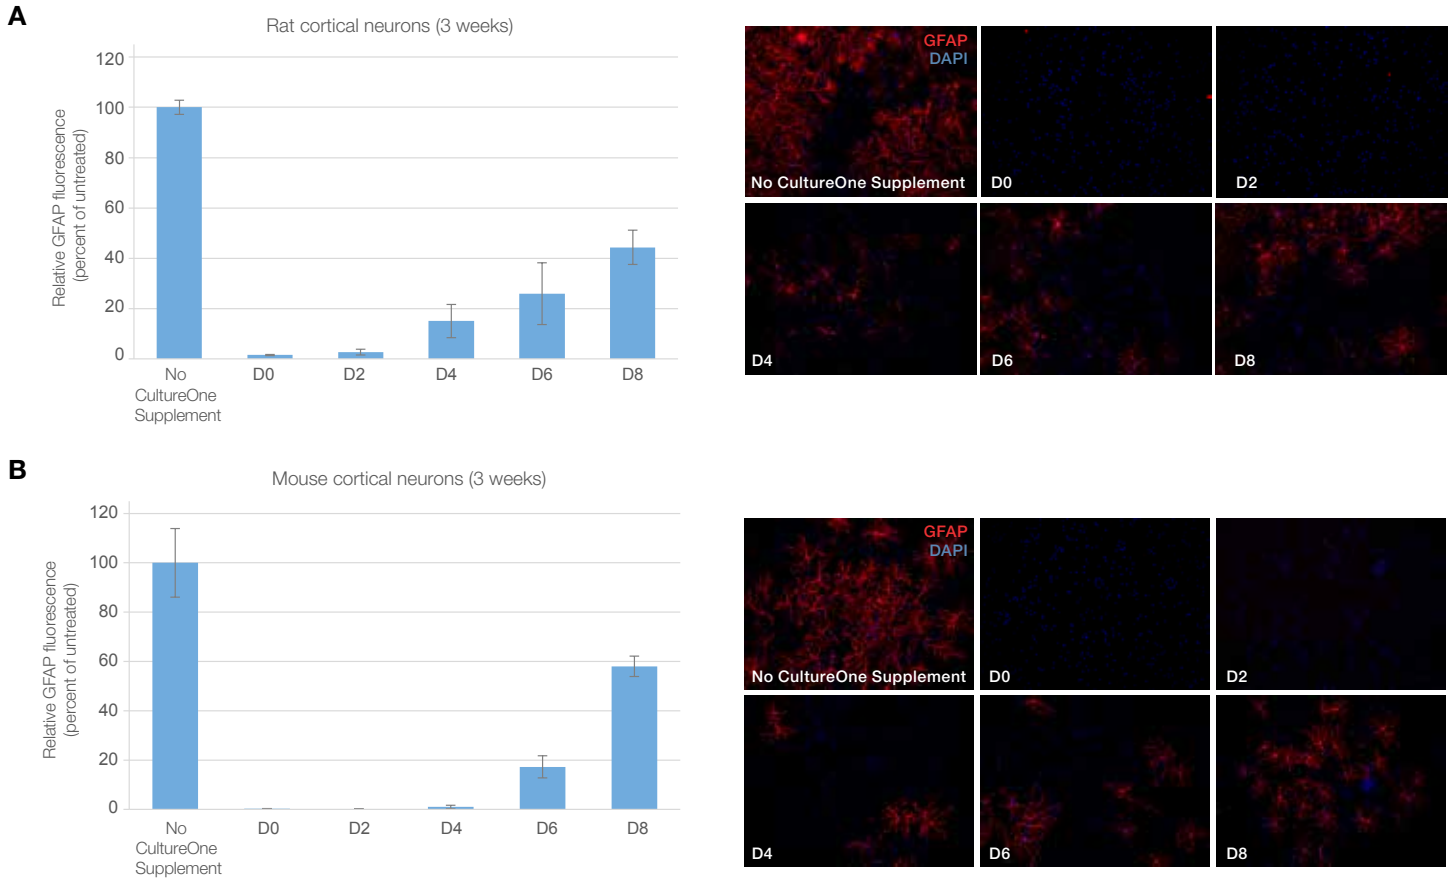 A
Rat cortical neurons (3 weeks)
Relative GFAP fluorescence
(percent of untreated)
120
100
80
60
40
20
0
No
CultureOne
Supplement
D0
D2
D4
D6
D8
GFAP
DAPI
No CultureOne Supplement
D0
D2
D4
D6
D8
B
Mouse cortical neurons (3 weeks)
Relative GFAP fluorescence
(percent of untreated)
120
100
80
60
40
20
0
No
CultureOne
Supplement
D0
D2
D4
D6
D8
GFAP
DAPI
No CultureOne Supplement
D0
D2
D4
D6
D8